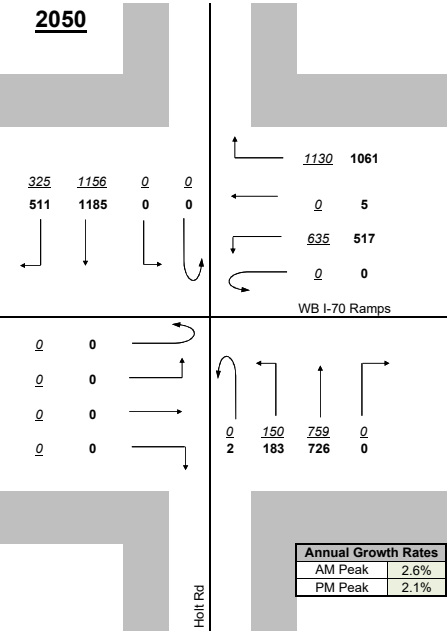 2050
1130 1061
325 1156 0 0
511 1185 0 0
0 5
635 517
0 0
WB I-70 Ramps
0 0
0 0
0 0
0 0
0 150 759 0
2 183 726 0
Holt Rd
Annual Growth Rates
AM Peak 2.6%
PM Peak 2.1%